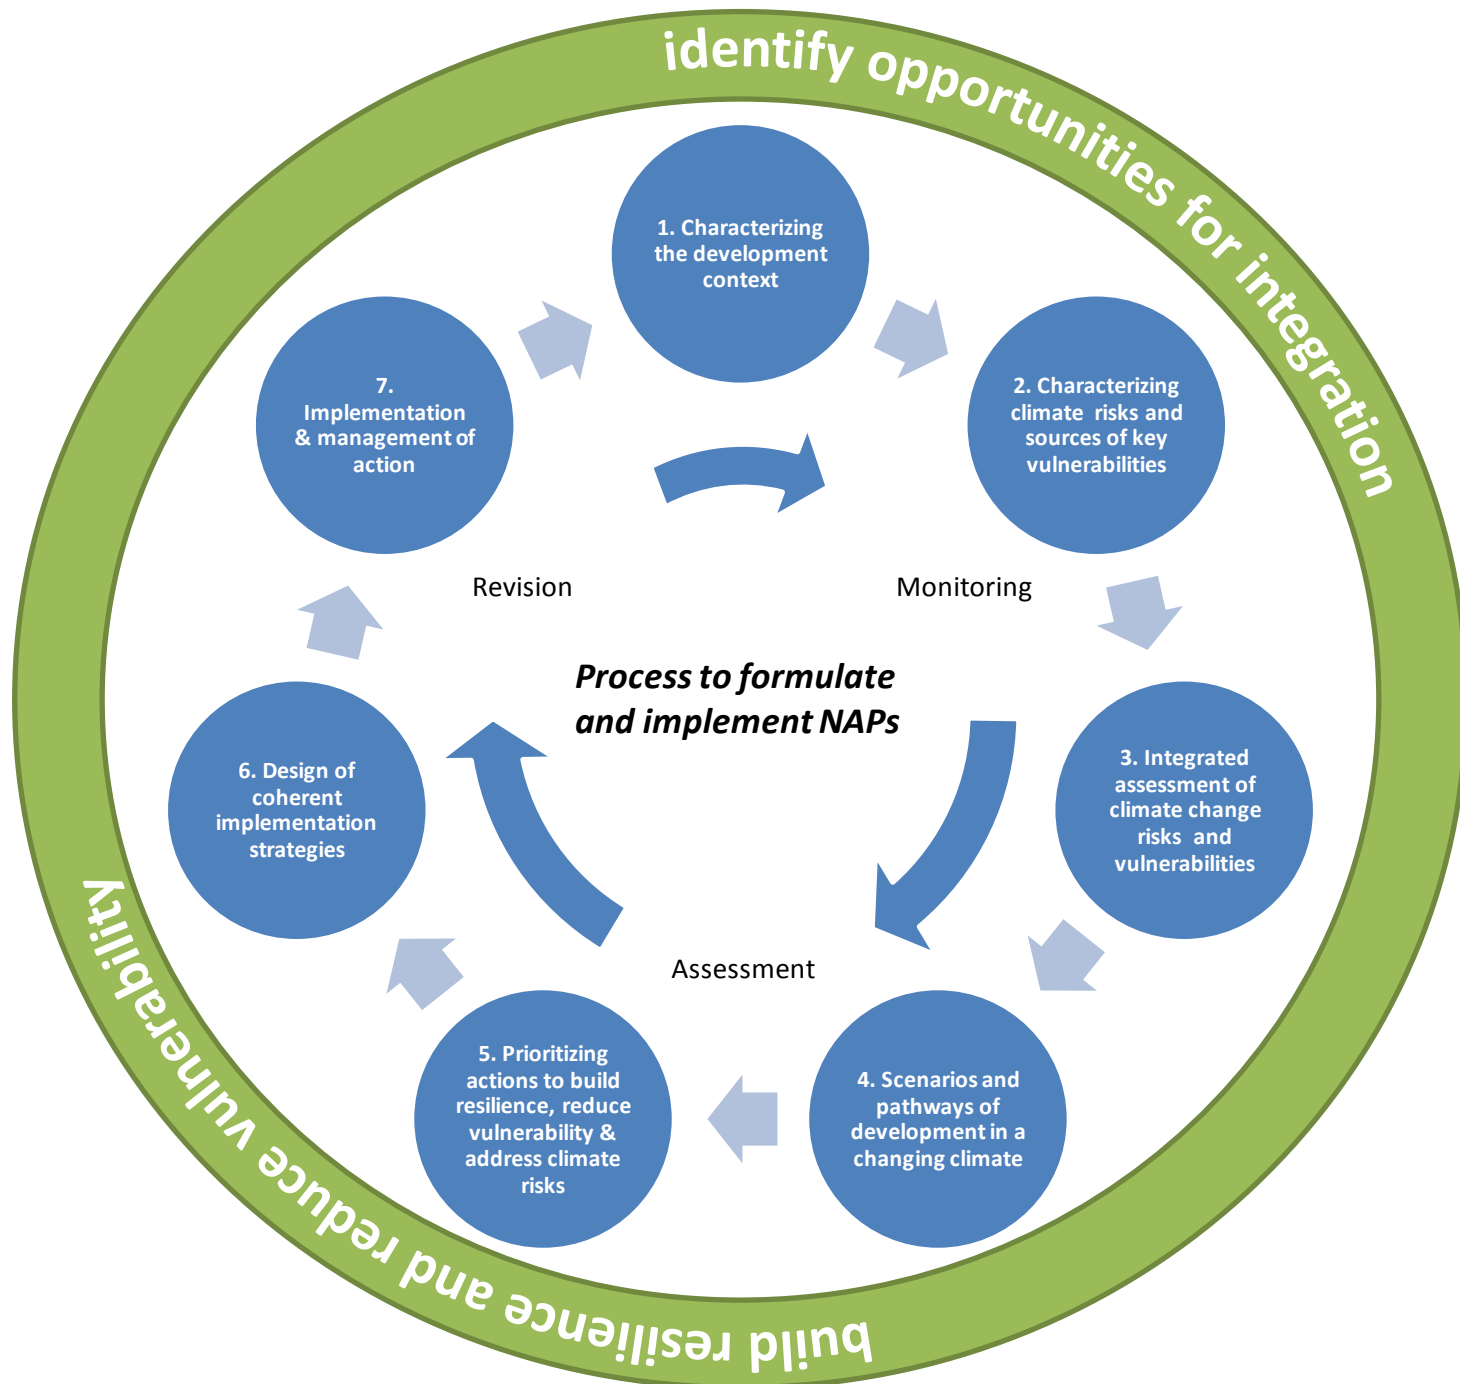 identify opportunities for integration
1. Characterizing
the development
context
2. Characterizing
climate risks and
sources of key
vulnerabilities
3. Integrated
assessment of
climate change
risks and
vulnerabilities
4. Scenarios and
pathways of
development in a
changing climate
5. Prioritizing
actions to build
resilience, reduce
vulnerability &
address climate
risks
6. Design of
coherent
implementation
strategies
7.
Implementation
& management of
action
Revision
Monitoring
Process to formulate
and implement NAPs
Assessment
build resilience and reduce vulnerability